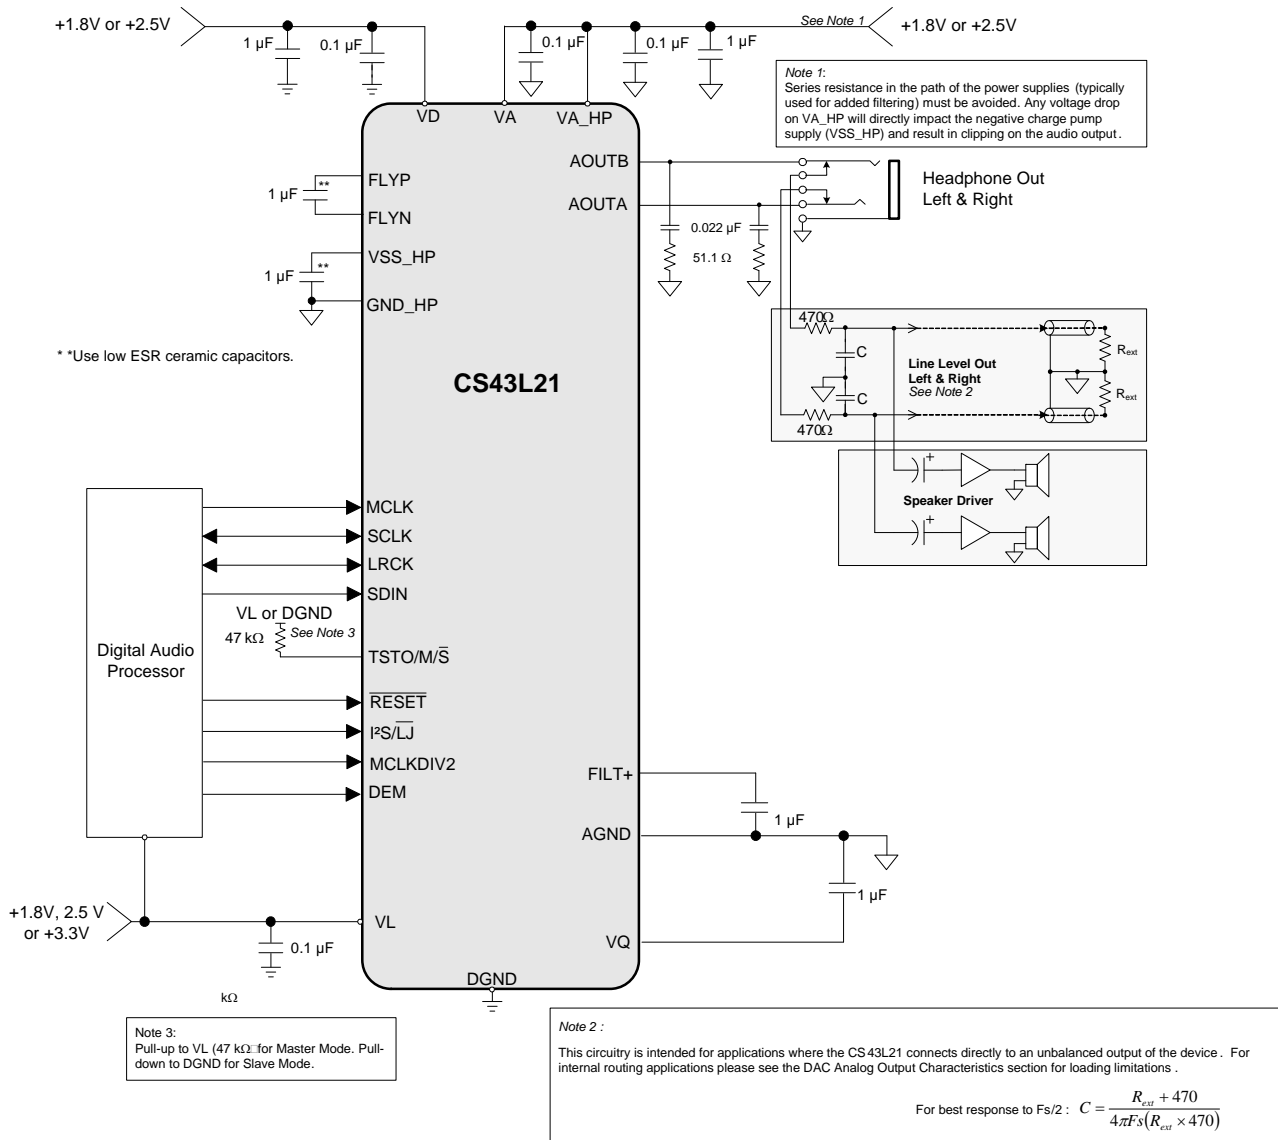 +1.8V or +2.5V
1 µF
0.1 µF
0.1 µF
0.1 µF
1 µF
See Note 1
+1.8V or +2.5V
Note 1:
Series resistance in the path of the power supplies (typically
used for added filtering) must be avoided. Any voltage drop
on VA_HP will directly impact the negative charge pump
supply (VSS_HP) and result in clipping on the audio output.
VD
VA
VA_HP
AOUTB
AOUTA
Headphone Out
Left & Right
FLYP
1 µF
**
FLYN
VSS_HP
1 µF
**
GND_HP
0.022 µF
51.1 Ω
* *Use low ESR ceramic capacitors.
CS43L21
470Ω
C
C
470Ω
Line Level Out
Left & Right
See Note 2
Rext
Rext
+
Speaker Driver
+
Digital Audio
Processor
MCLK
SCLK
LRCK
SDIN
VL or DGND
47 kΩ
See Note 3
TSTO/M/S̅
R̅E̅S̅E̅T̅
I²S/L̅J̅
MCLKDIV2
DEM
FILT+
1 µF
AGND
1 µF
VQ
+1.8V, 2.5 V
or +3.3V
VL
0.1 µF
DGND
kΩ
Note 3:
Pull-up to VL (47 kΩ□for Master Mode. Pull-
down to DGND for Slave Mode.
Note 2 :
This circuitry is intended for applications where the CS43L21 connects directly to an unbalanced output of the device. For
internal routing applications please see the DAC Analog Output Characteristics section for loading limitations.
For best response to Fs/2 : C = (Rext + 470) / (4πFs(Rext × 470))